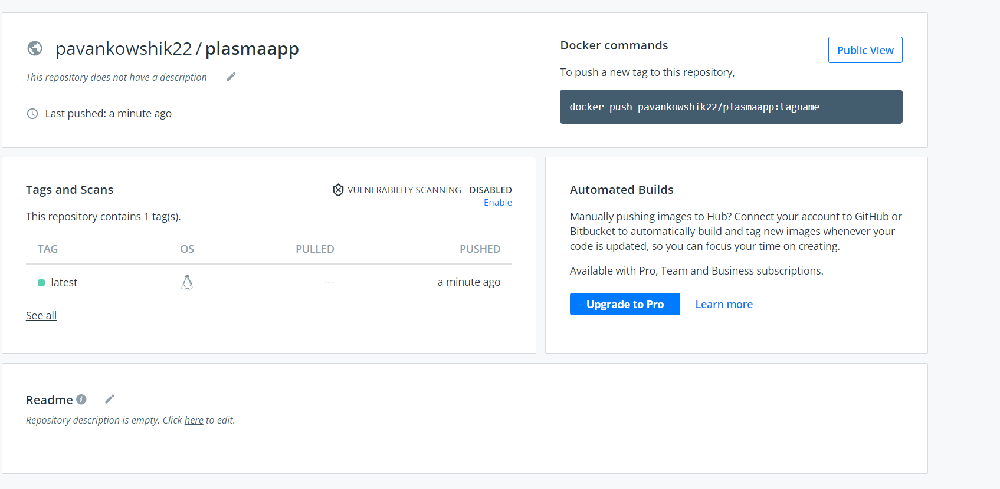 pavankowshik22 / plasmaapp
This repository does not have a description
Last pushed: a minute ago
Docker commands
Public View
To push a new tag to this repository,
docker push pavankowshik22/plasmaapp:tagname
Tags and Scans
VULNERABILITY SCANNING - DISABLED
Enable
This repository contains 1 tag(s).
TAG OS PULLED PUSHED
latest --- a minute ago
See all
Automated Builds
Manually pushing images to Hub? Connect your account to GitHub or
Bitbucket to automatically build and tag new images whenever your
code is updated, so you can focus your time on creating.
Available with Pro, Team and Business subscriptions.
Upgrade to Pro Learn more
Readme
Repository description is empty. Click here to edit.